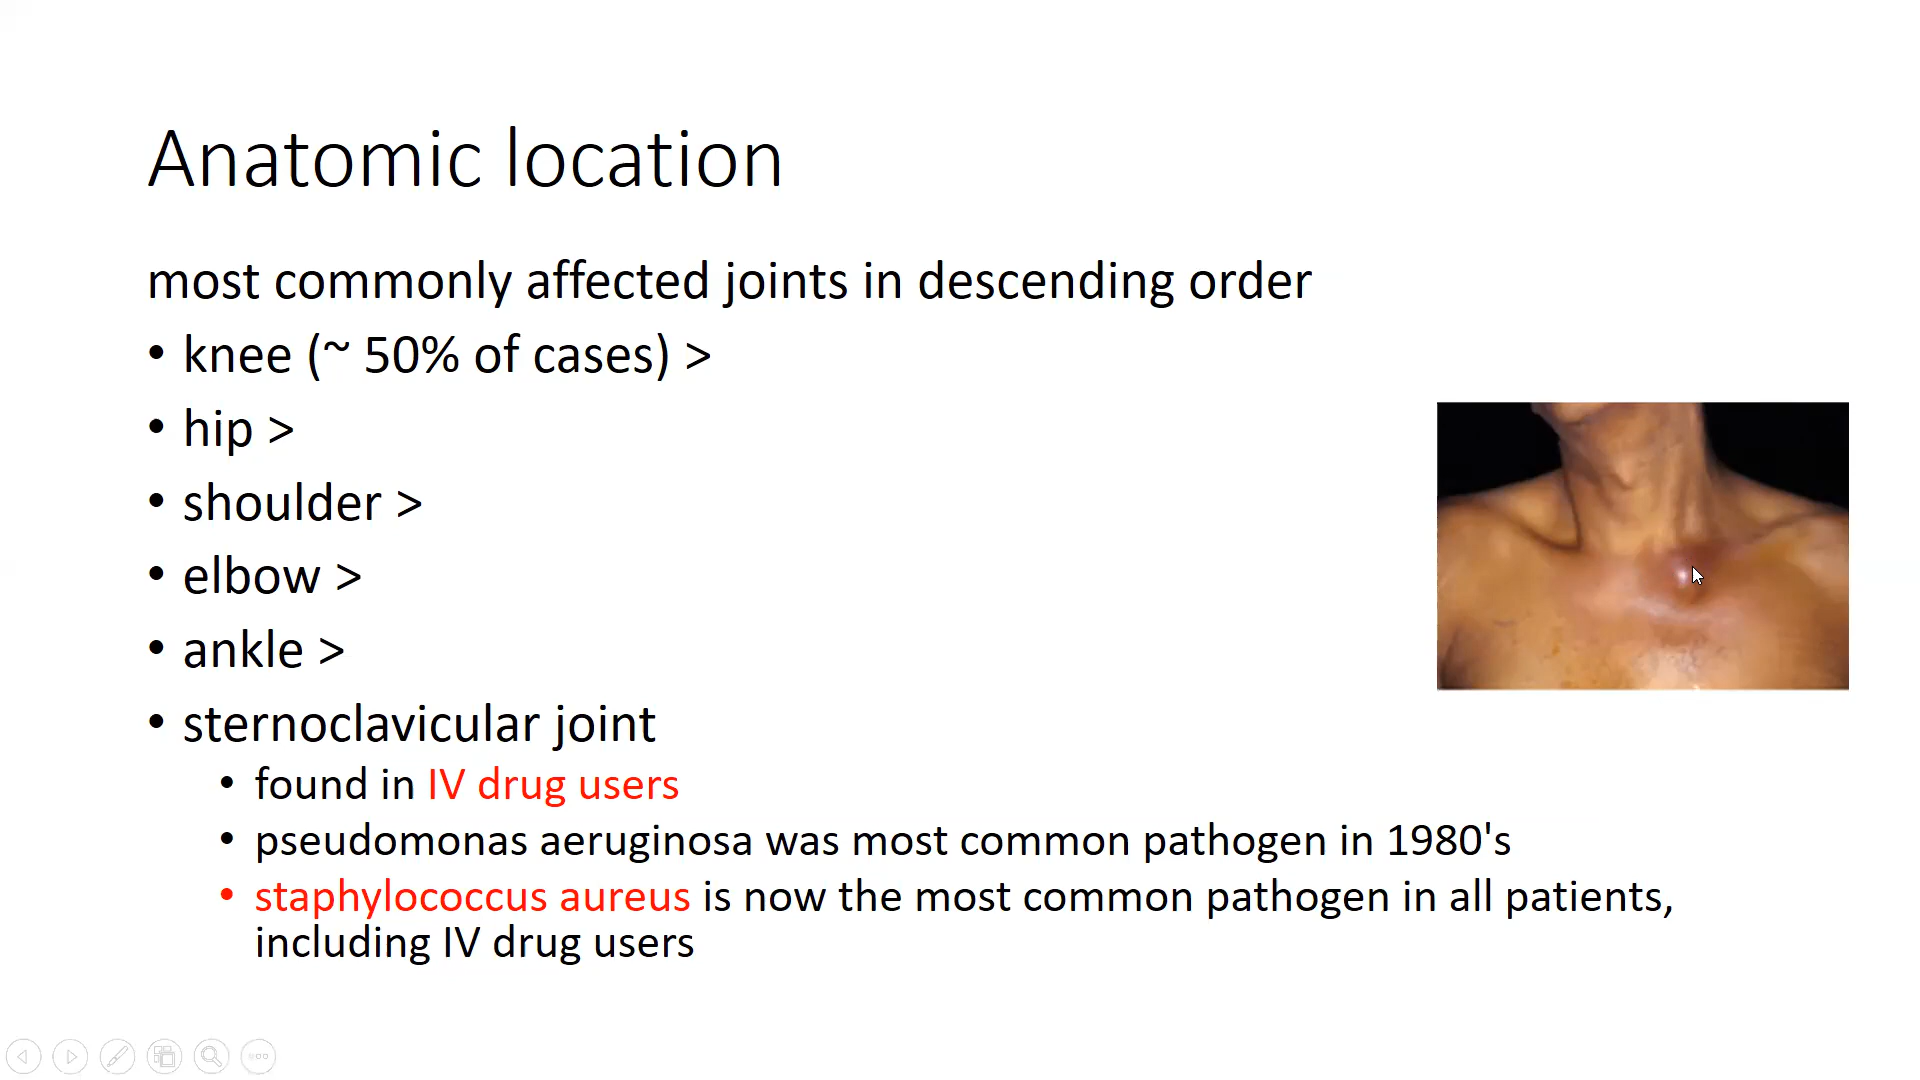 Anatomic location
most commonly affected joints in descending order
• knee (~ 50% of cases) >
• hip >
• shoulder >
• elbow >
• ankle >
• sternoclavicular joint
• found in IV drug users
• pseudomonas aeruginosa was most common pathogen in 1980's
• staphylococcus aureus is now the most common pathogen in all patients,
including IV drug users